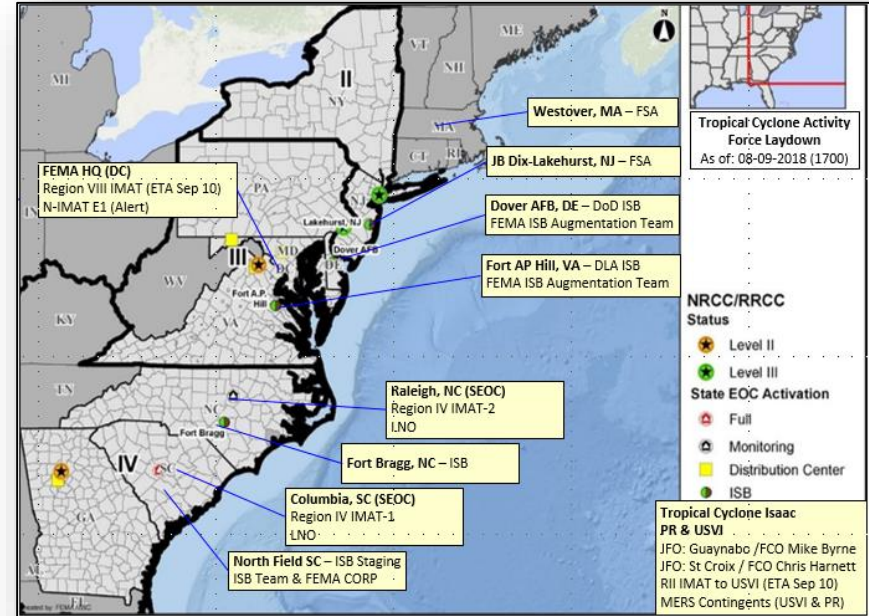 MI
VT
NH
ME
II
NY
Westover, MA – FSA
MA
CT
RI
Tropical Cyclone Activity
Force Laydown
As of: 08-09-2018 (1700)
JB Dix-Lakehurst, NJ – FSA
FEMA HQ (DC)
Region VIII IMAT (ETA Sep 10)
N-IMAT E1 (Alert)
PA
NJ
Lakehurst, NJ
Dover AFB, DE – DoD ISB
FEMA ISB Augmentation Team
III
MD
DC
DE
Dover AFB
WV
Fort A.P.
Hill
VA
Fort AP Hill, VA – DLA ISB
FEMA ISB Augmentation Team
KY
NRCC/RRCC
Status
Level II
Level III
State EOC Activation
Full
Monitoring
Distribution Center
ISB
TN
NC
Fort Bragg
Raleigh, NC (SEOC)
Region IV IMAT-2
LNO
Fort Bragg, NC – ISB
IV
SC
GA
Columbia, SC (SEOC)
Region IV IMAT-1
LNO
North Field SC – ISB Staging
ISB Team & FEMA CORP
Tropical Cyclone Isaac
PR & USVI
JFO: Guaynabo /FCO Mike Byrne
JFO: St Croix / FCO Chris Harnett
RII IMAT to USVI (ETA Sep 10)
MERS Contingents (USVI & PR)
FL